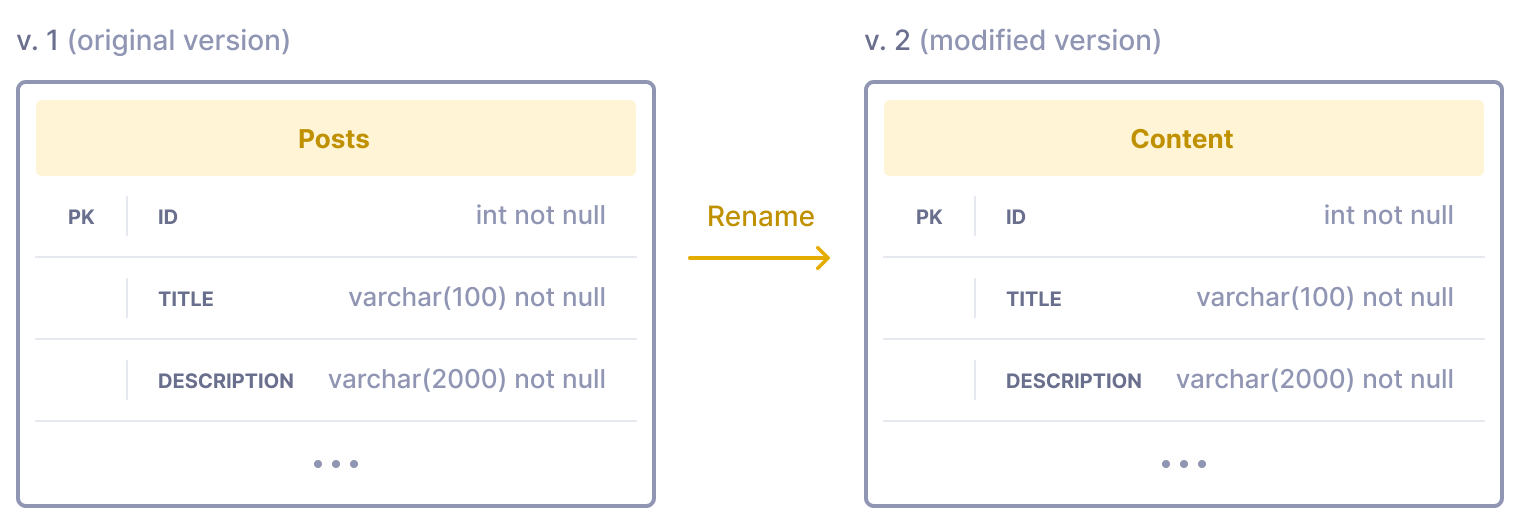 v. 1 (original version)
Posts
PK ID int not null
TITLE varchar(100) not null
DESCRIPTION varchar(2000) not null
...
Rename
v. 2 (modified version)
Content
PK ID int not null
TITLE varchar(100) not null
DESCRIPTION varchar(2000) not null
...